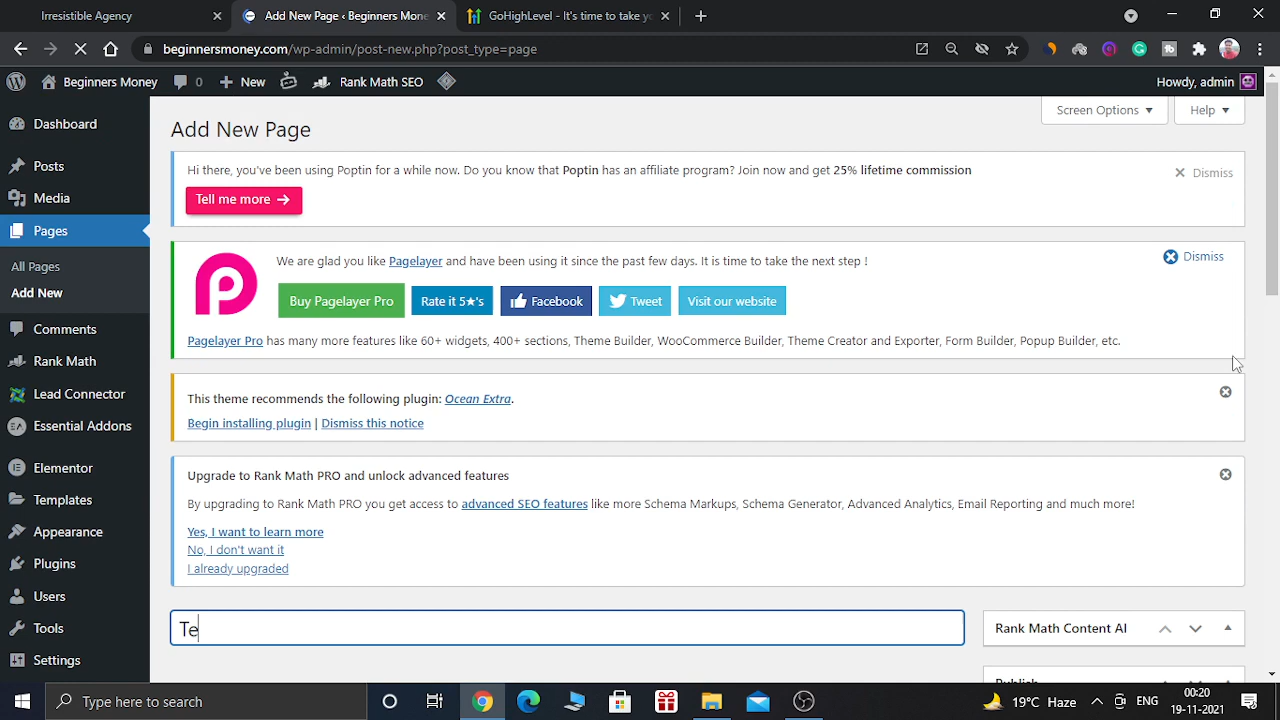 Irresistible Agency
Add New Page ‹ Beginners Mone
GoHighLevel - It's time to take yo
beginnersmoney.com/wp-admin/post-new.php?post_type=page
Beginners Money
0
New
Rank Math SEO
Howdy, admin
Dashboard
Posts
Media
Pages
All Pages
Add New
Comments
Rank Math
Lead Connector
Essential Addons
Elementor
Templates
Appearance
Plugins
Users
Tools
Settings
Screen Options
Help
Add New Page
Hi there, you've been using Poptin for a while now. Do you know that Poptin has an affiliate program? Join now and get 25% lifetime commission
Dismiss
Tell me more →
We are glad you like Pagelayer and have been using it since the past few days. It is time to take the next step !
Dismiss
Buy Pagelayer Pro
Rate it 5★'s
Facebook
Tweet
Visit our website
Pagelayer Pro has many more features like 60+ widgets, 400+ sections, Theme Builder, WooCommerce Builder, Theme Creator and Exporter, Form Builder, Popup Builder, etc.
This theme recommends the following plugin: Ocean Extra.
Begin installing plugin | Dismiss this notice
Upgrade to Rank Math PRO and unlock advanced features
By upgrading to Rank Math PRO you get access to advanced SEO features like more Schema Markups, Schema Generator, Advanced Analytics, Email Reporting and much more!
Yes, I want to learn more
No, I don't want it
I already upgraded
Te
Rank Math Content AI
Publish
Type here to search
19°C Haze
ENG
00:20
19-11-2021